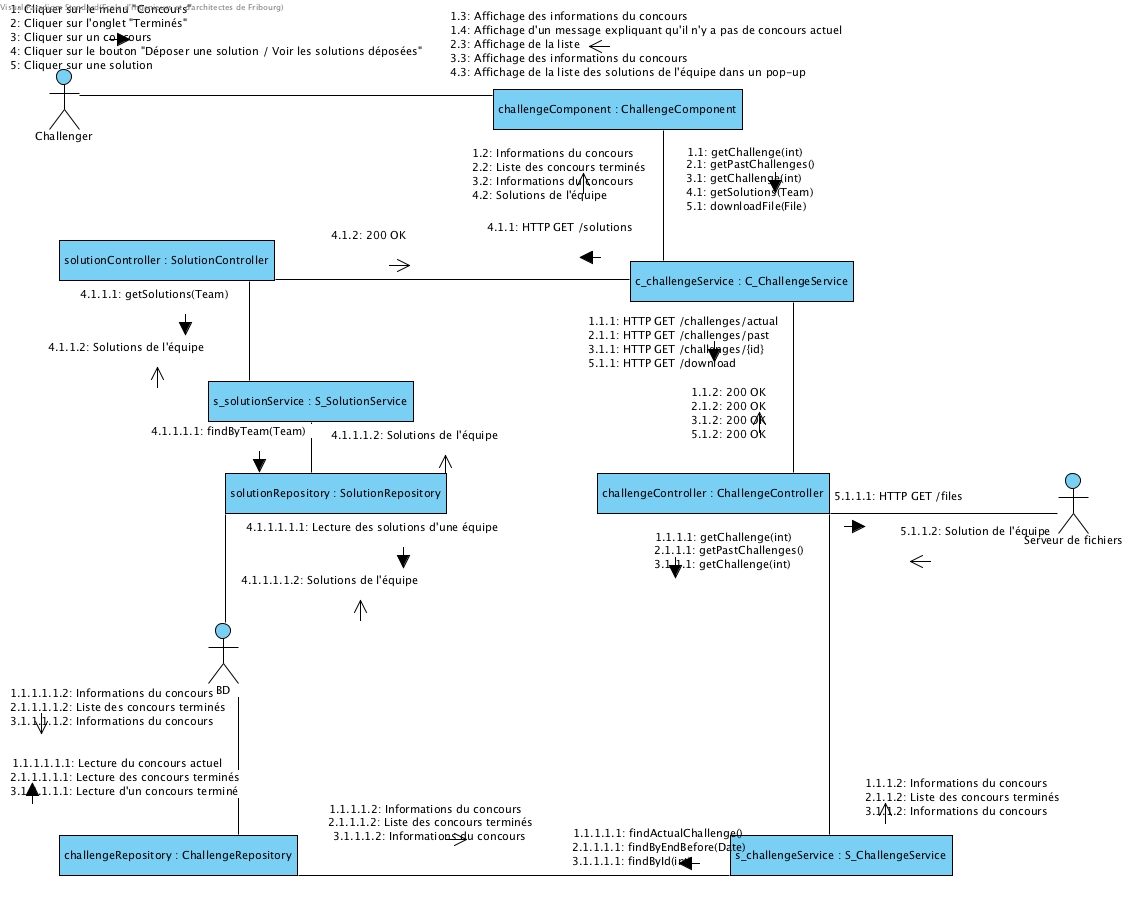 1: Cliquer sur le menu "Concours"
2: Cliquer sur l'onglet "Terminés"
3: Cliquer sur un concours
4: Cliquer sur le bouton "Déposer une solution / Voir les solutions déposées"
5: Cliquer sur une solution
1.3: Affichage des informations du concours
1.4: Affichage d'un message expliquant qu'il n'y a pas de concours actuel
2.3: Affichage de la liste
3.3: Affichage des informations du concours
4.3: Affichage de la liste des solutions de l'équipe dans un pop-up
Challenger
challengeComponent : ChallengeComponent
1.2: Informations du concours
2.2: Liste des concours terminés
3.2: Informations du concours
4.2: Solutions de l'équipe
1.1: getChallenge(int)
2.1: getPastChallenges()
3.1: getChallenge(int)
4.1: getSolutions(Team)
5.1: downloadFile(File)
4.1.2: 200 OK
4.1.1: HTTP GET /solutions
solutionController : SolutionController
c_challengeService : C_ChallengeService
4.1.1.1: getSolutions(Team)
4.1.1.2: Solutions de l'équipe
1.1.1: HTTP GET /challenges/actual
2.1.1: HTTP GET /challenges/past
3.1.1: HTTP GET /challenges/{id}
5.1.1: HTTP GET /download
s_solutionService : S_SolutionService
1.1.2: 200 OK
2.1.2: 200 OK
3.1.2: 200 OK
5.1.2: 200 OK
4.1.1.1.1: findByTeam(Team)
4.1.1.1.2: Solutions de l'équipe
solutionRepository : SolutionRepository
challengeController : ChallengeController
5.1.1.1: HTTP GET /files
5.1.1.2: Solution de l'équipe
Serveur de fichiers
4.1.1.1.1.1: Lecture des solutions d'une équipe
4.1.1.1.1.2: Solutions de l'équipe
1.1.1.1: getChallenge(int)
2.1.1.1: getPastChallenges()
3.1.1.1: getChallenge(int)
BD
1.1.1.1.1.2: Informations du concours
2.1.1.1.1.2: Liste des concours terminés
3.1.1.1.1.2: Informations du concours
1.1.1.1.1.1: Lecture du concours actuel
2.1.1.1.1.1: Lecture des concours terminés
3.1.1.1.1.1: Lecture d'un concours terminé
1.1.1.2: Informations du concours
2.1.1.2: Liste des concours terminés
3.1.1.2: Informations du concours
1.1.1.1.2: Informations du concours
2.1.1.1.2: Liste des concours terminés
3.1.1.1.2: Informations du concours
1.1.1.1.1: findActualChallenge()
2.1.1.1.1: findByEndBefore(Date)
3.1.1.1.1: findById(int)
challengeRepository : ChallengeRepository
s_challengeService : S_ChallengeService